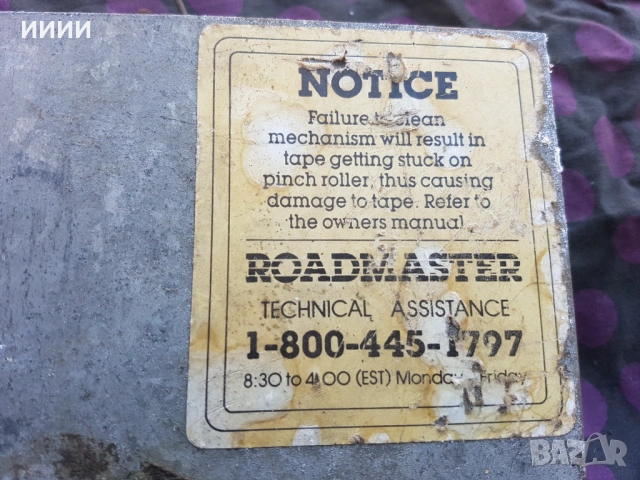 ииии
NOTICE
Failure to clean
mechanism will result in
tape getting stuck on
pinch roller, thus causing
damage to tape. Refer to
the owners manual
ROADMASTER
TECHNICAL ASSISTANCE
1-800-445-1797
8:30 to 4:00 (EST) Monday - Friday
BAZAR